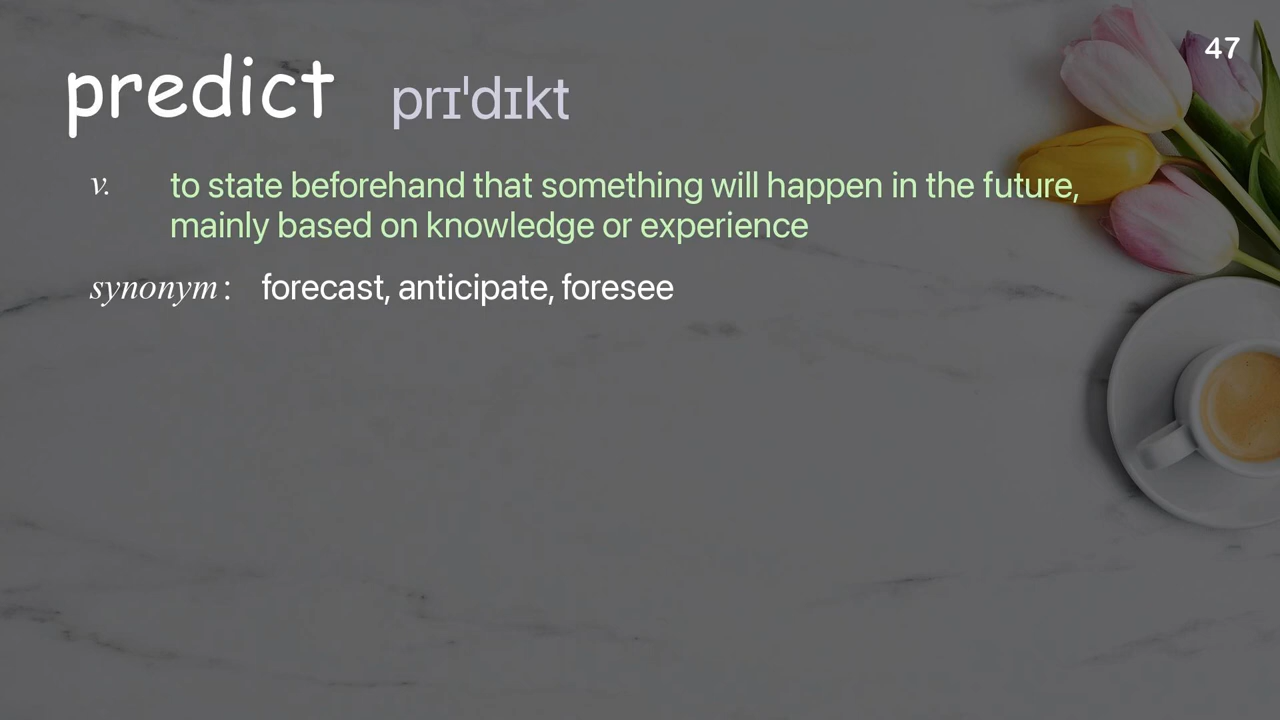 47
predict prɪˈdɪkt
v. to state beforehand that something will happen in the future,
mainly based on knowledge or experience
synonym: forecast, anticipate, foresee